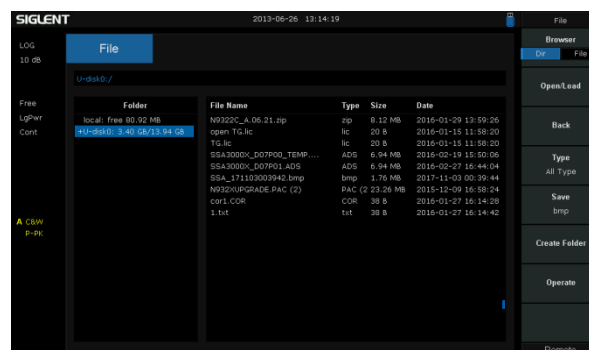 SIGLENT 2013-06-26 13:14:19 File
LOG
10 dB
File
Browser
Dir File
U-disk0:/
Open/Load
Free
LgPwr
Cont
Folder File Name Type Size Date
local: free 80.92 MB N9322C_A.06.21.zip zip 8.12 MB 2016-01-29 13:59:26
+U-disk0: 3.40 GB/13.94 GB open TG.lic lic 20 B 2016-01-15 11:58:20
TG.lic lic 20 B 2016-01-15 11:58:20
SSA3000X_D07P00_TEMP.... ADS 6.94 MB 2016-02-19 15:50:06
SSA3000X_D07P01.ADS ADS 6.94 MB 2016-02-27 16:44:04
SSA_171103003942.bmp bmp 1.76 MB 2017-11-03 00:39:44
N932XUPGRADE.PAC (2) PAC (2 23.26 MB 2015-12-09 16:58:24
cor1.COR COR 38 B 2016-01-27 16:14:28
1.txt txt 38 B 2016-01-27 16:14:42
Back
Type
All Type
Save
bmp
A C&W
P-PK
Create Folder
Operate
Remote